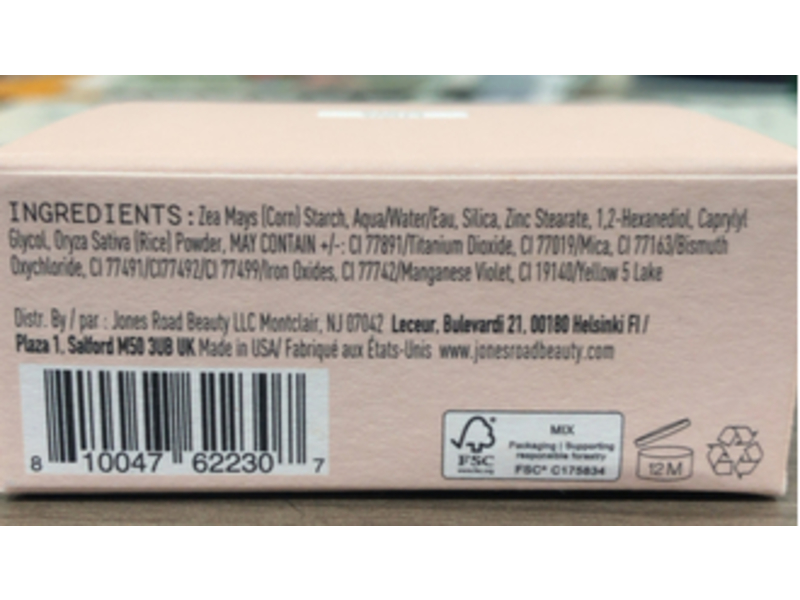 INGREDIENTS: Zea Mays (Corn) Starch, Aqua/Water/Eau, Silica, Zinc Stearate, 1,2-Hexanediol, Caprylyl
Glycol, Oryza Sativa (Rice) Powder, MAY CONTAIN +/-: CI 77891/Titanium Dioxide, CI 77019/Mica, CI 77163/Bismuth
Oxychloride, CI 77491/CI77492/CI 77499/Iron Oxides, CI 77742/Manganese Violet, CI 19140/Yellow 5 Lake
Distr. By / par : Jones Road Beauty LLC Montclair, NJ 07042 Leceur, Bulevardi 21, 00180 Helsinki FI /
Plaza 1, Salford M50 3UB UK Made in USA/ Fabriqué aux États-Unis www.jonesroadbeauty.com
8 10047 62230 7
FSC
www.fsc.org
MIX
Packaging | Supporting
responsible forestry
FSC® C175834
12M